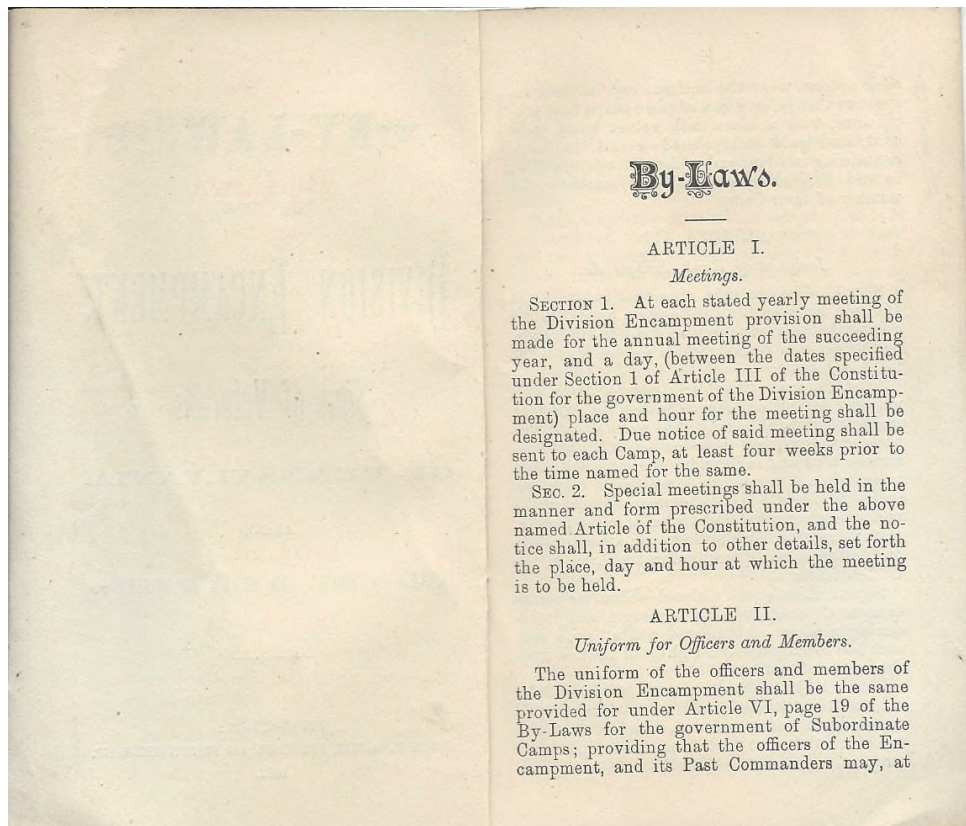 By-Laws.
ARTICLE I.
Meetings.
SECTION 1. At each stated yearly meeting of
the Division Encampment provision shall be
made for the annual meeting of the succeeding
year, and a day, (between the dates specified
under Section 1 of Article III of the Constitu-
tion for the government of the Division Encamp-
ment) place and hour for the meeting shall be
designated. Due notice of said meeting shall be
sent to each Camp, at least four weeks prior to
the time named for the same.
SEC. 2. Special meetings shall be held in the
manner and form prescribed under the above
named Article of the Constitution, and the no-
tice shall, in addition to other details, set forth
the place, day and hour at which the meeting
is to be held.
ARTICLE II.
Uniform for Officers and Members.
The uniform of the officers and members of
the Division Encampment shall be the same
provided for under Article VI, page 19 of the
By-Laws for the government of Subordinate
Camps; providing that the officers of the En-
campment, and its Past Commanders may, at